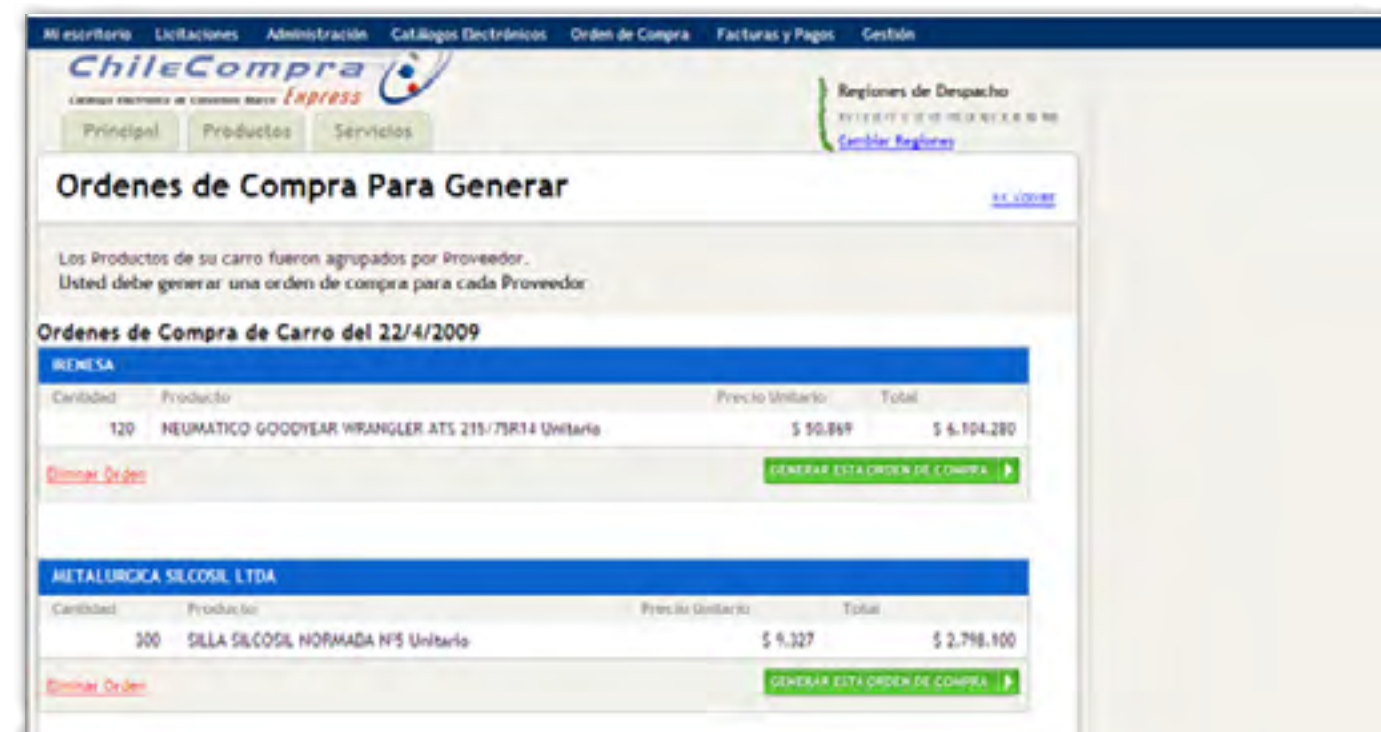 Mi escritorio Licitaciones Administración Catálogos Electrónicos Orden de Compra Facturas y Pagos Gestión
ChileCompra
Express
Principal Productos Servicios
Regiones de Despacho
Cambiar Regiones
Ordenes de Compra Para Generar
<< volver
Los Productos de su carro fueron agrupados por Proveedor.
Usted debe generar una orden de compra para cada Proveedor
Ordenes de Compra de Carro del 22/4/2009
IRENESA
Cantidad Producto Precio Unitario Total
120 NEUMATICO GOODYEAR WRANGLER ATS 215/75R14 Unitario $ 50.869 $ 6.104.280
Eliminar Orden GENERAR ESTA ORDEN DE COMPRA
METALURGICA SILCOSIL LTDA
Cantidad Producto Precio Unitario Total
300 SILLA SILCOSIL NORMADA Nº5 Unitario $ 9.327 $ 2.798.100
Eliminar Orden GENERAR ESTA ORDEN DE COMPRA